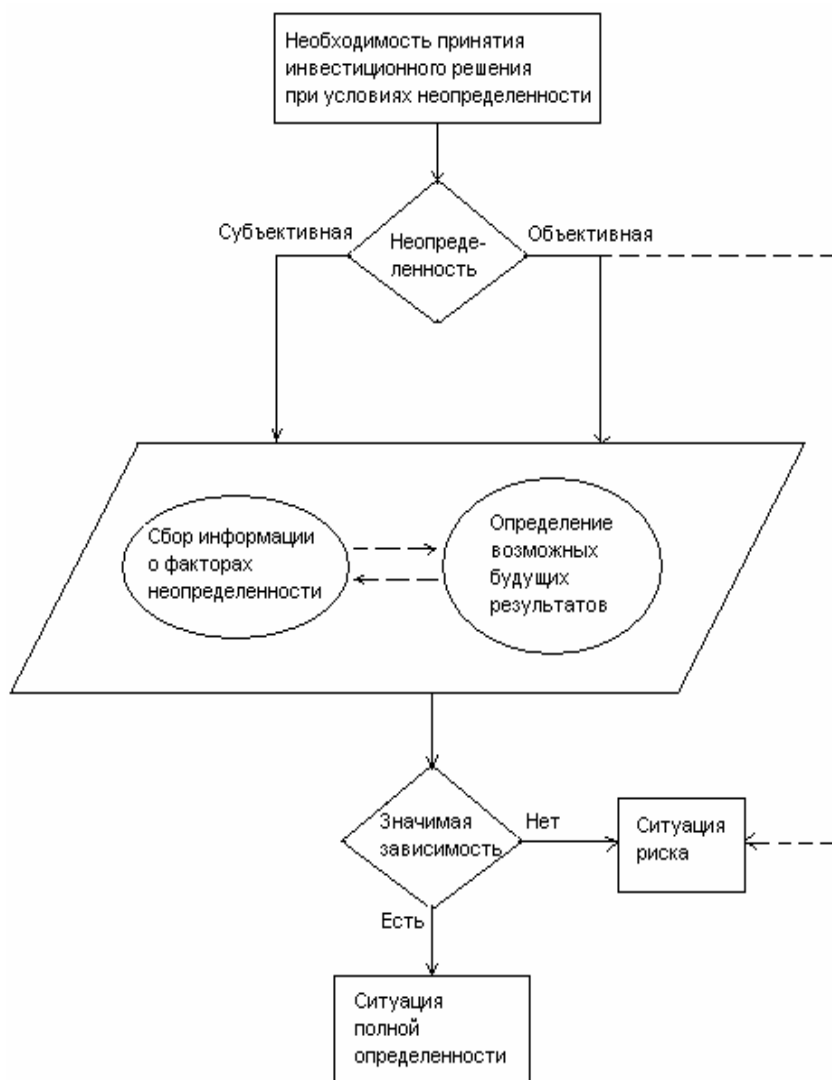 Необходимость принятия
инвестиционного решения
при условиях неопределенности
Субъективная
Неопреде-
ленность
Объективная
Сбор информации
о факторах
неопределенности
Определение
возможных
будущих
результатов
Значимая
зависимость
Нет
Ситуация
риска
Есть
Ситуация
полной
определенности